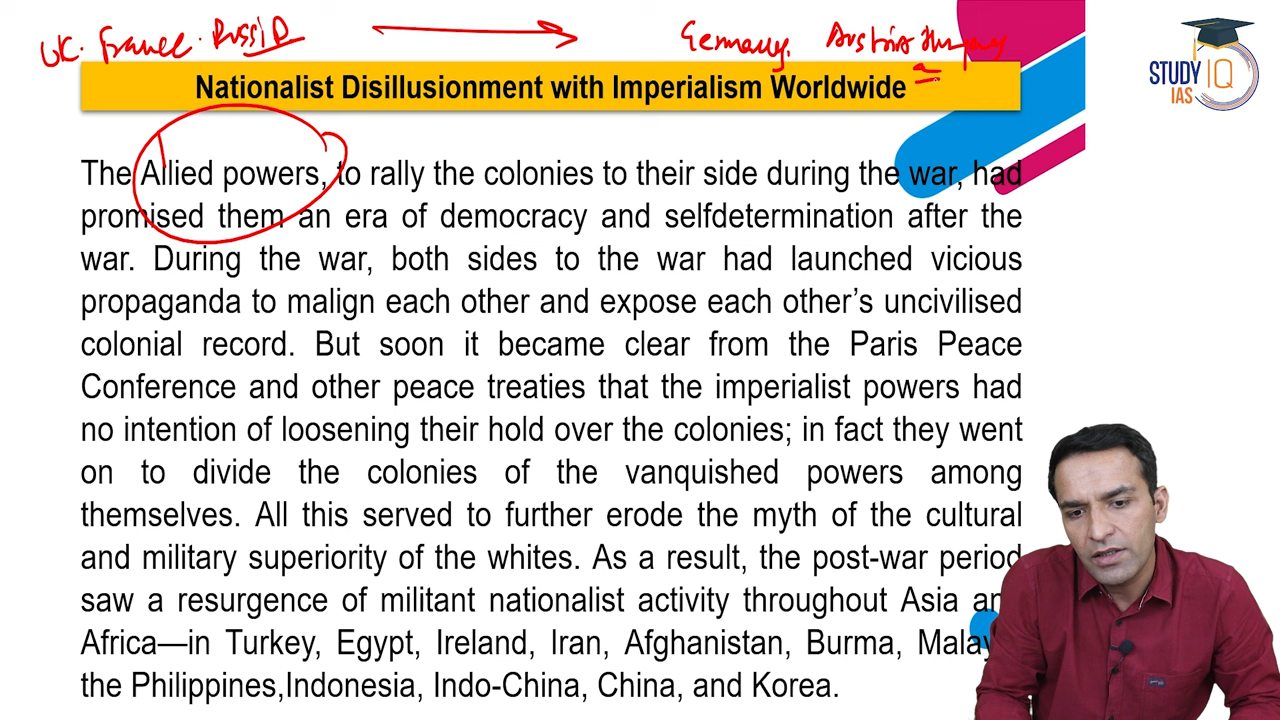 UK. France. Russia
Germany. Austria Hungary
STUDY IQ
IAS
Nationalist Disillusionment with Imperialism Worldwide
The Allied powers, to rally the colonies to their side during the war, had
promised them an era of democracy and selfdetermination after the
war. During the war, both sides to the war had launched vicious
propaganda to malign each other and expose each other’s uncivilised
colonial record. But soon it became clear from the Paris Peace
Conference and other peace treaties that the imperialist powers had
no intention of loosening their hold over the colonies; in fact they went
on to divide the colonies of the vanquished powers among
themselves. All this served to further erode the myth of the cultural
and military superiority of the whites. As a result, the post-war period
saw a resurgence of militant nationalist activity throughout Asia an
Africa—in Turkey, Egypt, Ireland, Iran, Afghanistan, Burma, Malay
the Philippines,Indonesia, Indo-China, China, and Korea.